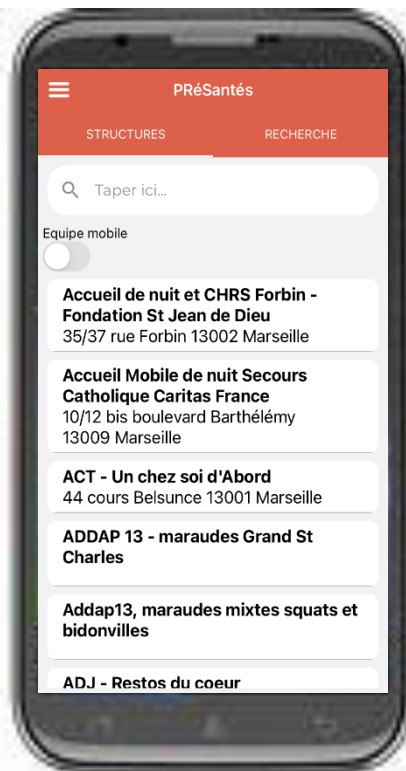 PRéSantés
STRUCTURES RECHERCHE
Taper ici...
Equipe mobile
Accueil de nuit et CHRS Forbin -
Fondation St Jean de Dieu
35/37 rue Forbin 13002 Marseille
Accueil Mobile de nuit Secours
Catholique Caritas France
10/12 bis boulevard Barthélémy
13009 Marseille
ACT - Un chez soi d'Abord
44 cours Belsunce 13001 Marseille
ADDAP 13 - maraudes Grand St
Charles
Addap13, maraudes mixtes squats et
bidonvilles
ADJ - Restos du coeur